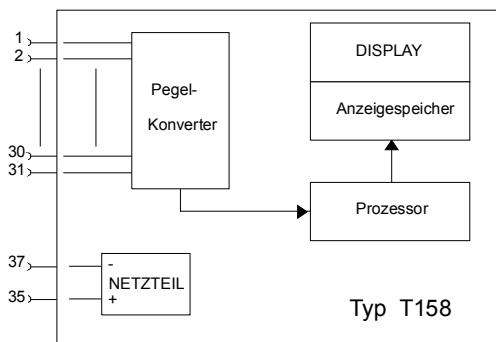 1
2
30
31
37
35
Pegel-
Konverter
DISPLAY
Anzeigespeicher
Prozessor
-
NETZTEIL
+
Typ T158